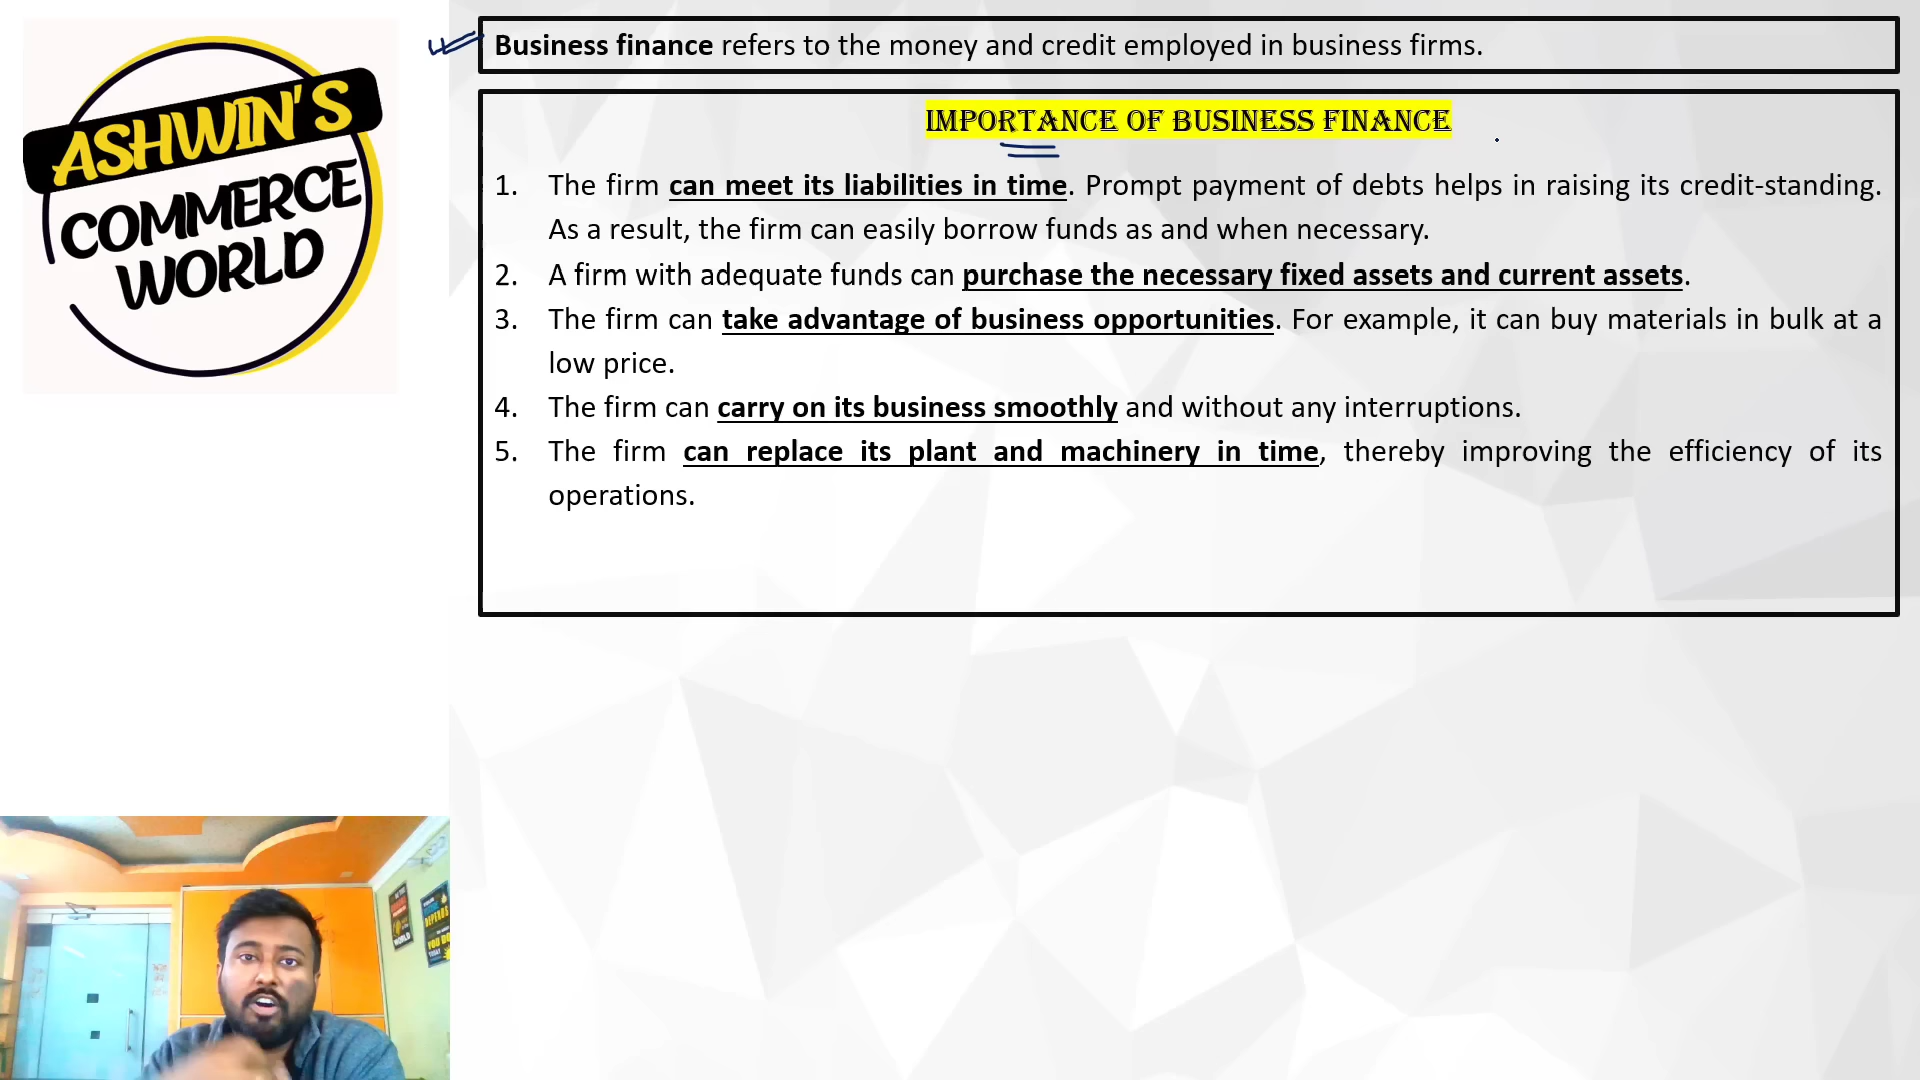 ASHWIN'S
COMMERCE
WORLD
Business finance refers to the money and credit employed in business firms.
IMPORTANCE OF BUSINESS FINANCE
1. The firm can meet its liabilities in time. Prompt payment of debts helps in raising its credit-standing.
As a result, the firm can easily borrow funds as and when necessary.
2. A firm with adequate funds can purchase the necessary fixed assets and current assets.
3. The firm can take advantage of business opportunities. For example, it can buy materials in bulk at a
low price.
4. The firm can carry on its business smoothly and without any interruptions.
5. The firm can replace its plant and machinery in time, thereby improving the efficiency of its
operations.
WORLD
DEPENDS
YOU DO